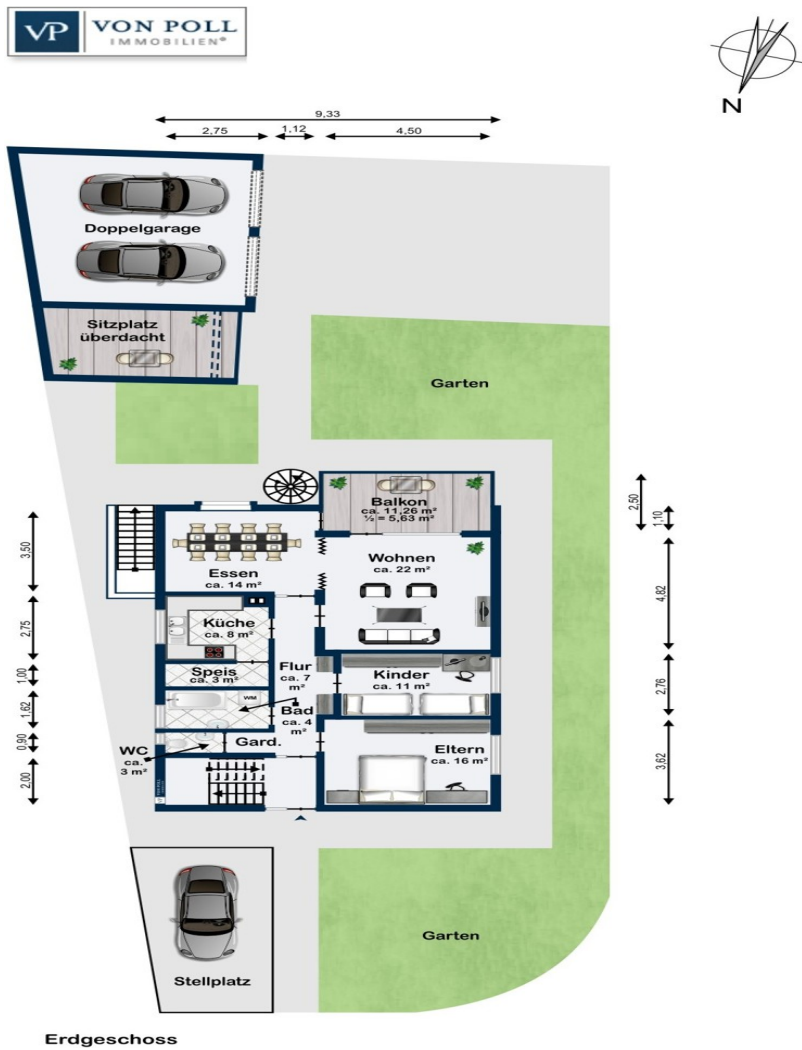 VP VON POLL
IMMOBILIEN®
N
9,33
2,75 1,12 4,50
Doppelgarage
Sitzplatz
überdacht
Garten
Balkon
ca. 11,26 m²
½ = 5,63 m²
2,50
1,10
3,50
Essen
ca. 14 m²
Wohnen
ca. 22 m²
4,82
Küche
ca. 8 m²
2,75
Speis
ca. 3 m²
1,00
Flur
ca. 7
m²
Kinder
ca. 11 m²
2,76
WM
Bad
ca. 4
m²
1,62
WC
ca.
3 m²
0,90
Gard.
Eltern
ca. 16 m²
3,62
2,00
Stellplatz
Garten
Erdgeschoss